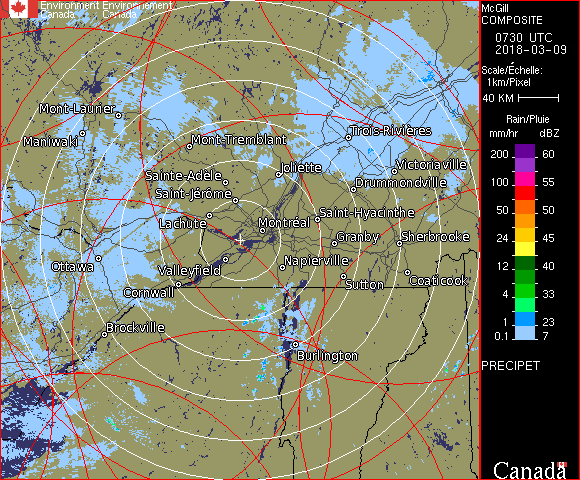 Environment Environnement
Canada Canada
McGill
COMPOSITE
0730 UTC
2018-03-09
Scale/Échelle:
1km/Pixel
40 KM
Rain/Pluie
mm/hr dBZ
200 60
100 55
50 50
24 45
12 40
4 33
1 23
0.1 7
PRECIPET
Canada
Mont-Laurier
Maniwaki
Mont-Tremblant
Trois-Rivières
Joliette
Victoriaville
Sainte-Adèle
Drummondville
Saint-Jérôme
Lachute
Saint-Hyacinthe
Montréal
Granby
Sherbrooke
Ottawa
Valleyfield
Napierville
Cornwall
Sutton
Coaticook
Brockville
Burlington